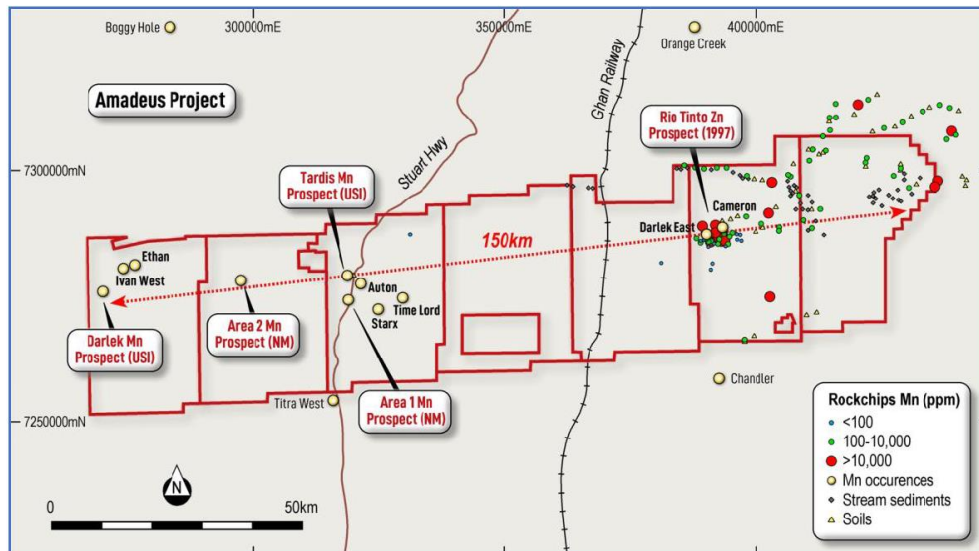 Boggy Hole
300000mE
350000mE
400000mE
Orange Creek
Amadeus Project
Stuart Hwy
Ghan Railway
Rio Tinto Zn
Prospect (1997)
7300000mN
Tardis Mn
Prospect (USI)
Cameron
Darlek East
150km
Ethan
Ivan West
Auton
Time Lord
Starx
Darlek Mn
Prospect (USI)
Area 2 Mn
Prospect (NM)
Area 1 Mn
Prospect (NM)
Titra West
Chandler
7250000mN
N
0
50km
Rockchips Mn (ppm)
<100
100-10,000
>10,000
Mn occurences
Stream sediments
Soils